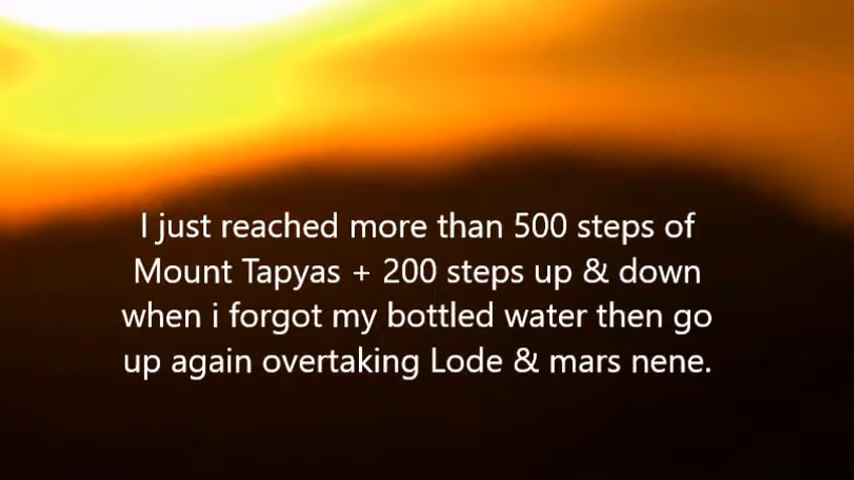 I just reached more than 500 steps of
Mount Tapyas + 200 steps up & down
when i forgot my bottled water then go
up again overtaking Lode & mars nene.